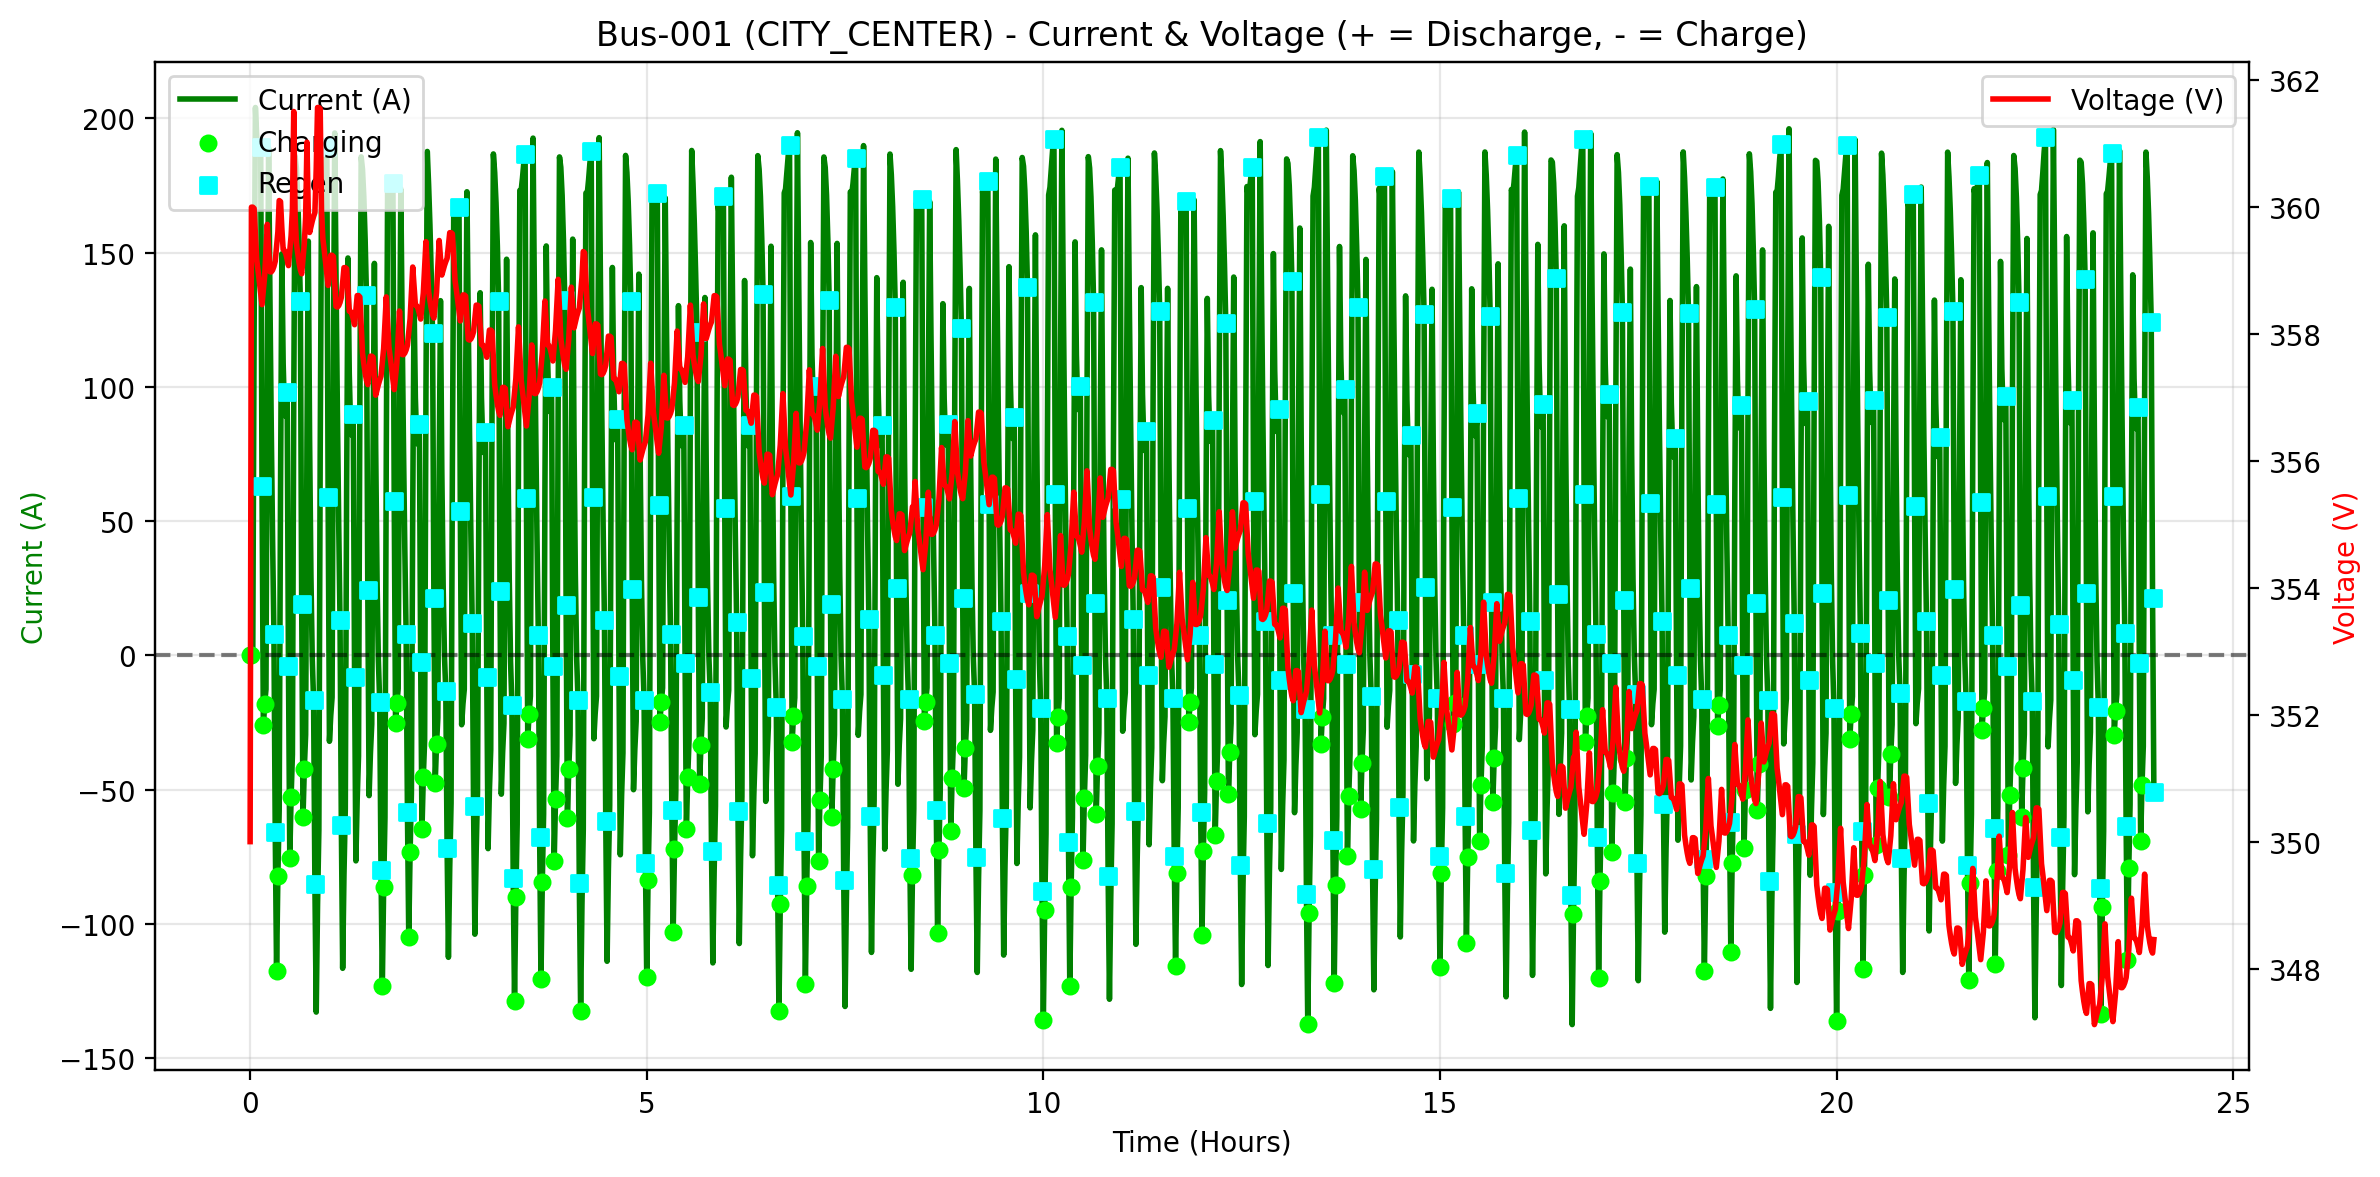 Bus-001 (CITY_CENTER) - Current & Voltage (+ = Discharge, - = Charge)
Current (A)
Charging
Regen
Voltage (V)
200
150
100
50
0
−50
−100
−150
Current (A)
362
360
358
356
354
352
350
348
Voltage (V)
0
5
10
15
20
25
Time (Hours)